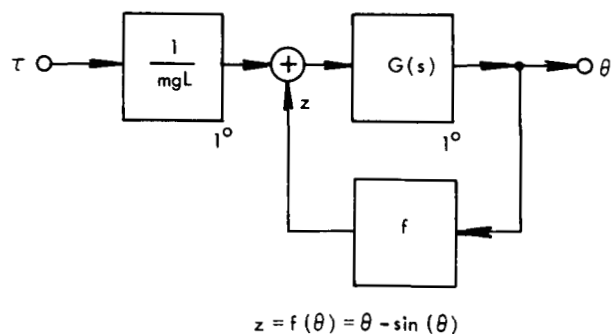 τ
1
mgL
1°
+
z
G(s)
1°
θ
f
z = f(θ) = θ - sin(θ)